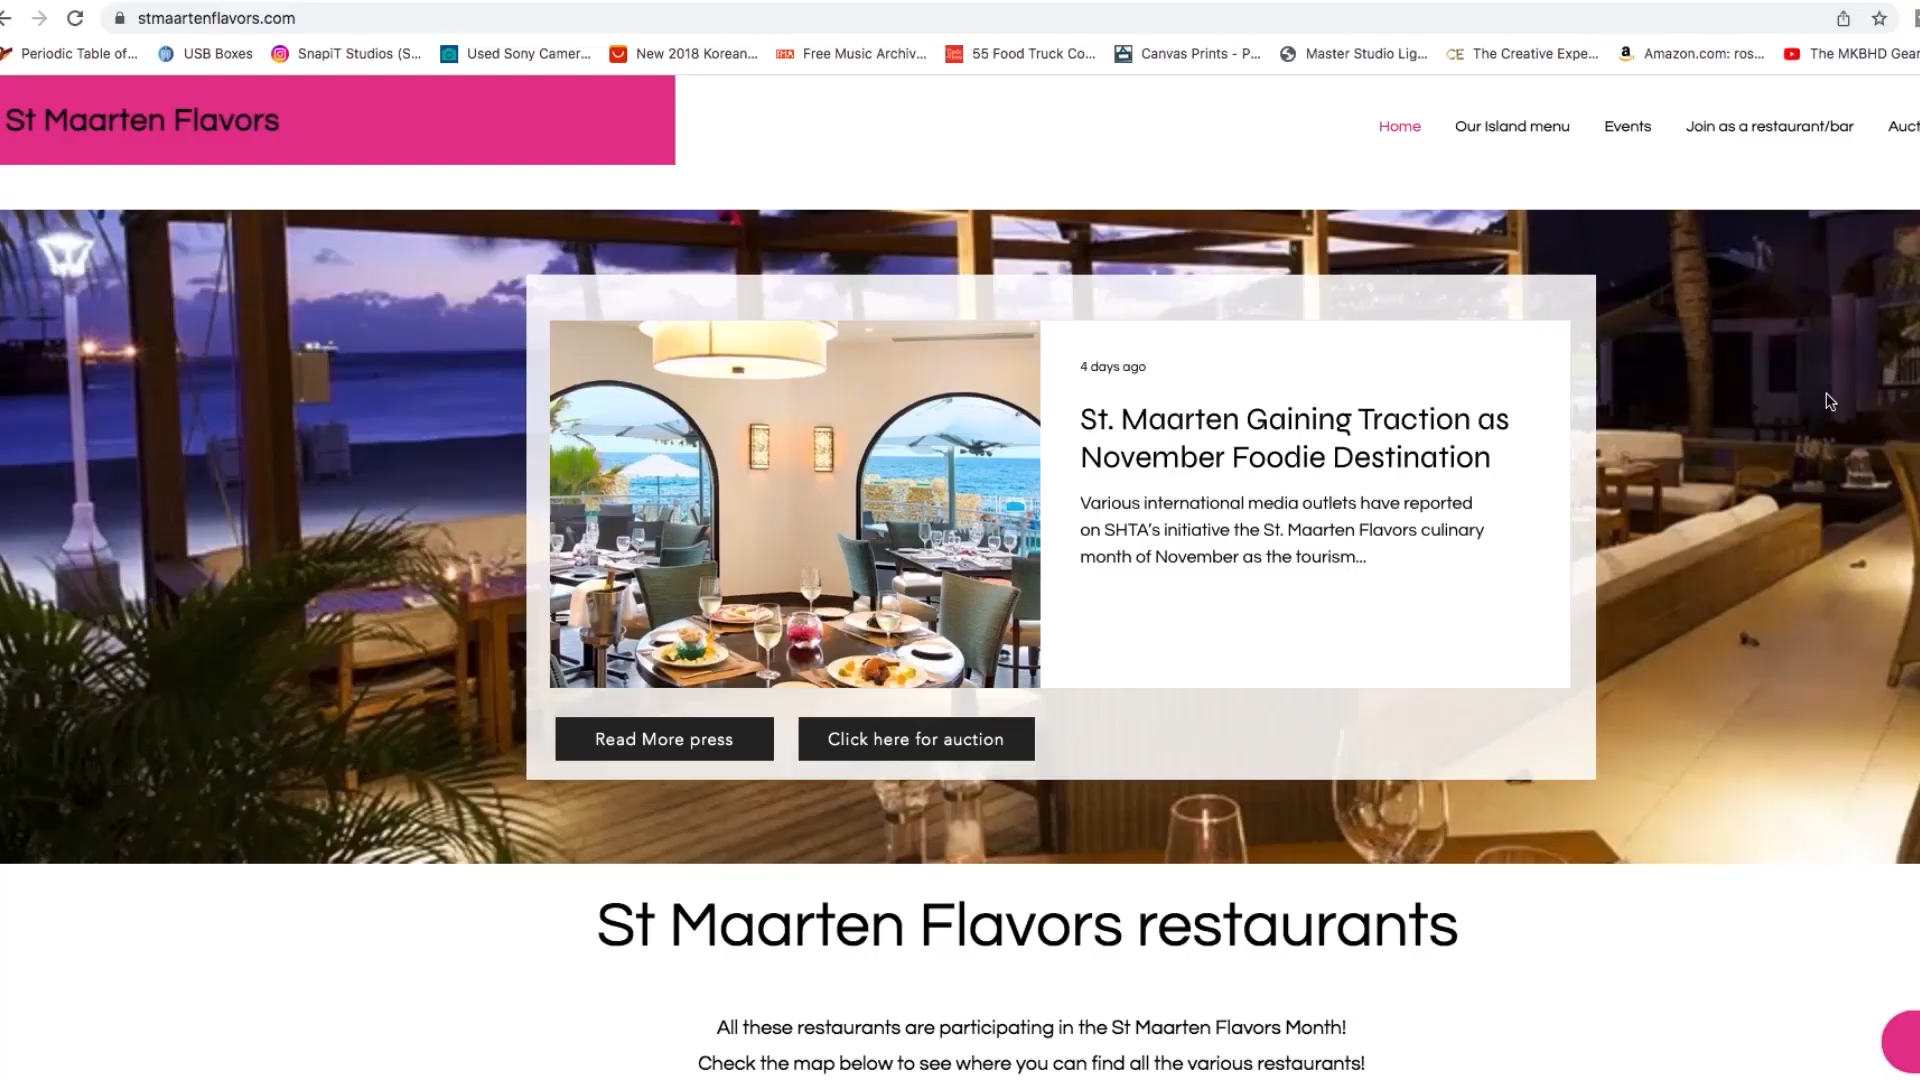 stmaartenflavors.com
Periodic Table of... USB Boxes SnapiT Studios (S... Used Sony Camer... New 2018 Korean... FMA Free Music Archiv... 55 Food Truck Co... Canvas Prints - P... Master Studio Lig... CE The Creative Expe... Amazon.com: ros... The MKBHD Gear
St Maarten Flavors
Home Our Island menu Events Join as a restaurant/bar Auct
4 days ago
St. Maarten Gaining Traction as
November Foodie Destination
Various international media outlets have reported
on SHTA's initiative the St. Maarten Flavors culinary
month of November as the tourism...
Read More press Click here for auction
St Maarten Flavors restaurants
All these restaurants are participating in the St Maarten Flavors Month!
Check the map below to see where you can find all the various restaurants!